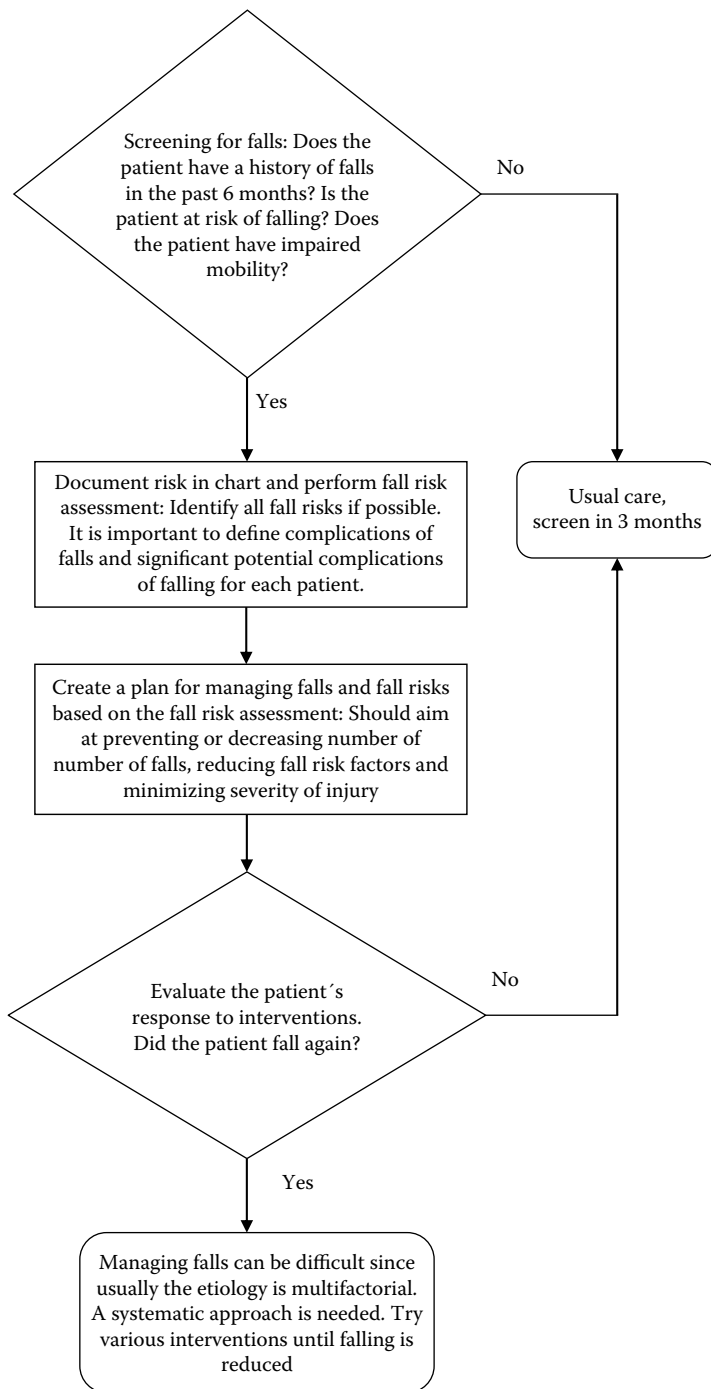 Screening for falls: Does the
patient have a history of falls
in the past 6 months? Is the
patient at risk of falling? Does
the patient have impaired
mobility?
No
Yes
Document risk in chart and perform fall risk
assessment: Identify all fall risks if possible.
It is important to define complications of
falls and significant potential complications
of falling for each patient.
Usual care,
screen in 3 months
Create a plan for managing falls and fall risks
based on the fall risk assessment: Should aim
at preventing or decreasing number of
number of falls, reducing fall risk factors and
minimizing severity of injury
Evaluate the patient´s
response to interventions.
Did the patient fall again?
No
Yes
Managing falls can be difficult since
usually the etiology is multifactorial.
A systematic approach is needed. Try
various interventions until falling is
reduced